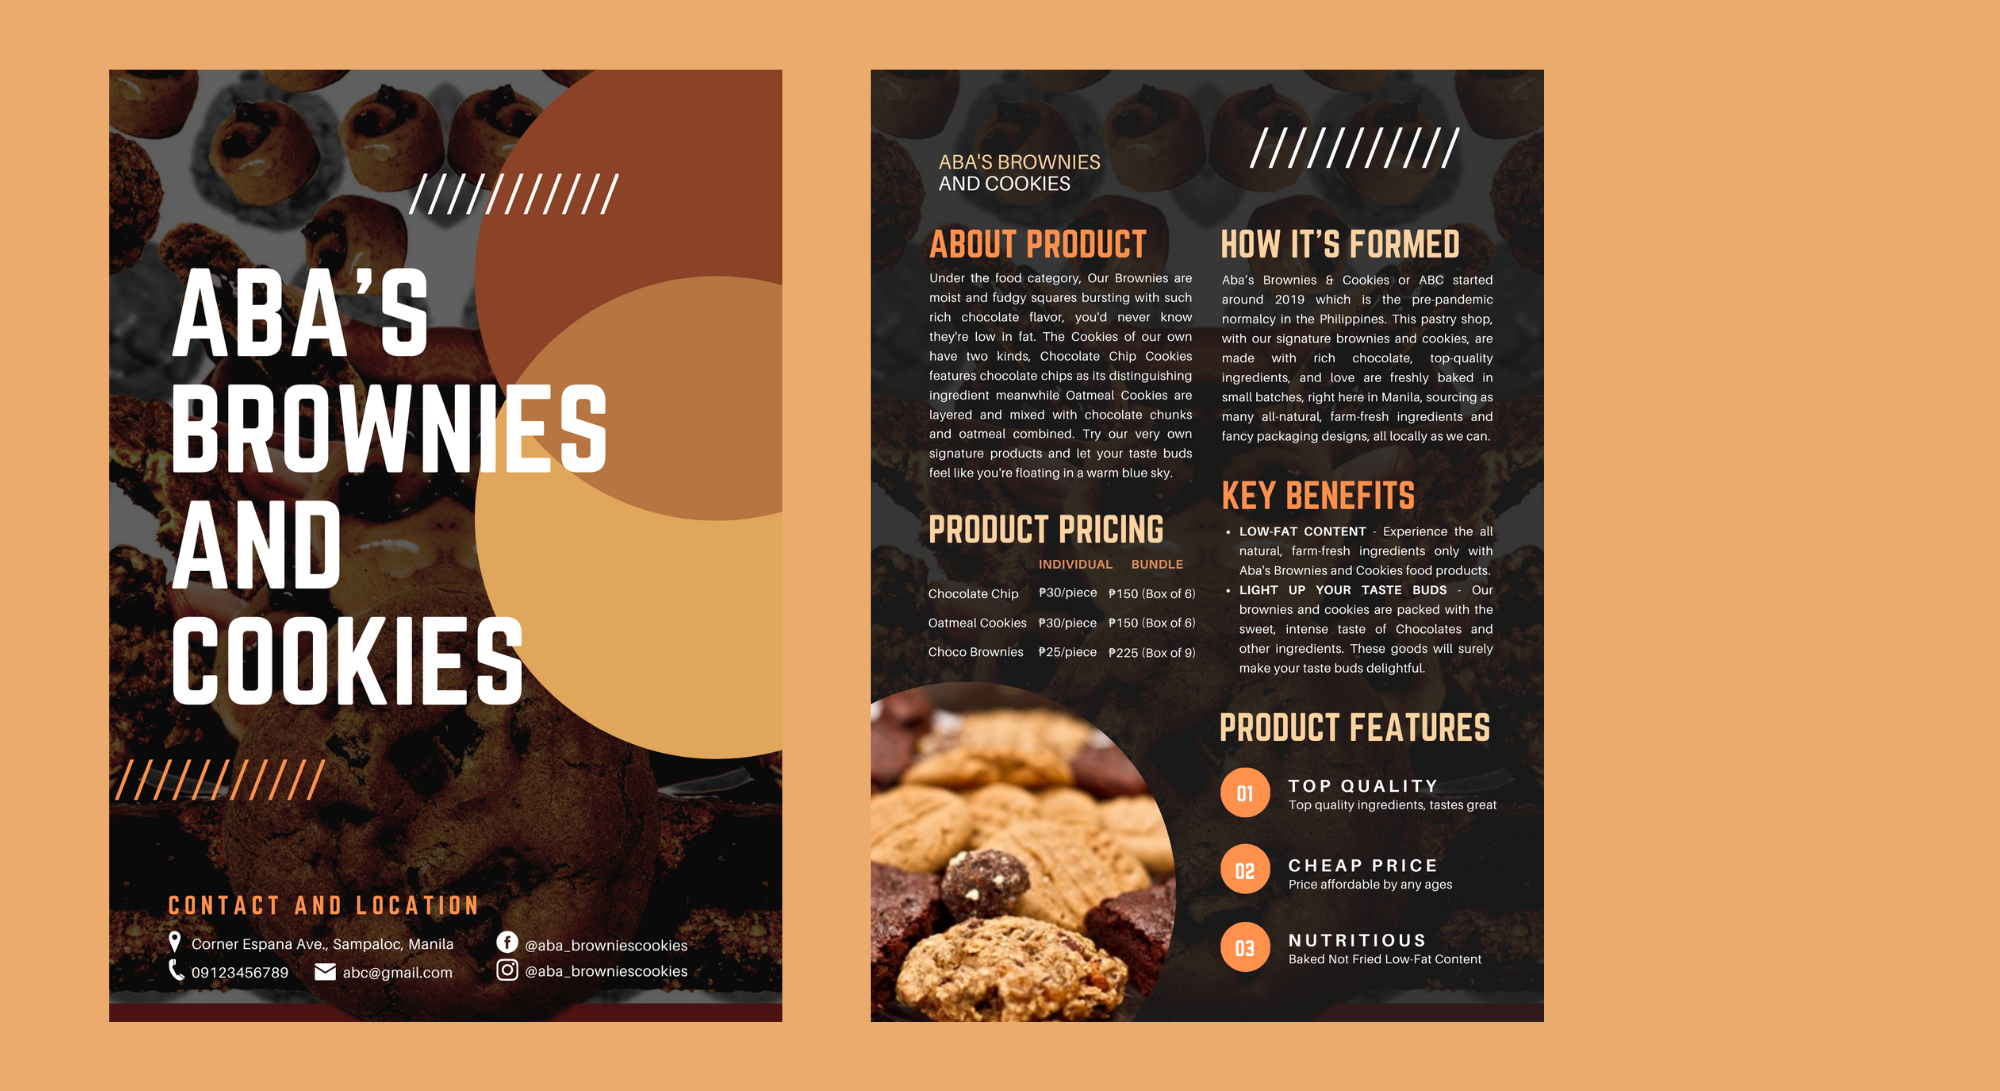 ABA'S
BROWNIES
AND
COOKIES
CONTACT AND LOCATION
Corner Espana Ave., Sampaloc, Manila
09123456789
abc@gmail.com
@aba_browniescookies
@aba_browniescookies
ABA'S BROWNIES
AND COOKIES
ABOUT PRODUCT
Under the food category, Our Brownies are
moist and fudgy squares bursting with such
rich chocolate flavor, you'd never know
they're low in fat. The Cookies of our own
have two kinds, Chocolate Chip Cookies
features chocolate chips as its distinguishing
ingredient meanwhile Oatmeal Cookies are
layered and mixed with chocolate chunks
and oatmeal combined. Try our very own
signature products and let your taste buds
feel like you're floating in a warm blue sky.
PRODUCT PRICING
INDIVIDUAL BUNDLE
Chocolate Chip ₱30/piece ₱150 (Box of 6)
Oatmeal Cookies ₱30/piece ₱150 (Box of 6)
Choco Brownies ₱25/piece ₱225 (Box of 9)
HOW IT'S FORMED
Aba's Brownies & Cookies or ABC started
around 2019 which is the pre-pandemic
normalcy in the Philippines. This pastry shop,
with our signature brownies and cookies, are
made with rich chocolate, top-quality
ingredients, and love are freshly baked in
small batches, right here in Manila, sourcing as
many all-natural, farm-fresh ingredients and
fancy packaging designs, all locally as we can.
KEY BENEFITS
• LOW-FAT CONTENT - Experience the all
natural, farm-fresh ingredients only with
Aba's Brownies and Cookies food products.
• LIGHT UP YOUR TASTE BUDS - Our
brownies and cookies are packed with the
sweet, intense taste of Chocolates and
other ingredients. These goods will surely
make your taste buds delightful.
PRODUCT FEATURES
01 TOP QUALITY
Top quality ingredients, tastes great
02 CHEAP PRICE
Price affordable by any ages
03 NUTRITIOUS
Baked Not Fried Low-Fat Content